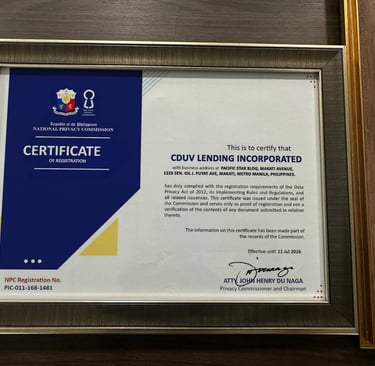 Republic of the Philippines
NATIONAL PRIVACY COMMISSION
CERTIFICATE
OF REGISTRATION
This is to certify that
CDUV LENDING INCORPORATED
with business address at PACIFIC STAR BLDG, MAKATI AVENUE,
1226 SEN. GIL J. PUYAT AVE, MAKATI, METRO MANILA, PHILIPPINES.
has duly complied with the registration requirements of the Data
Privacy Act of 2012, its Implementing Rules and Regulations, and
all related issuances. This certificate was issued under the seal of
the Commission and serves only as proof of registration and not a
verification of the contents of any document submitted in relation
thereto.
The information on this certificate has been made part of
the records of the Commission.
Effective until 11 Jul 2026
ATTY. JOHN HENRY DU NAGA
Privacy Commissioner and Chairman
NPC Registration No.
PIC-011-168-1481